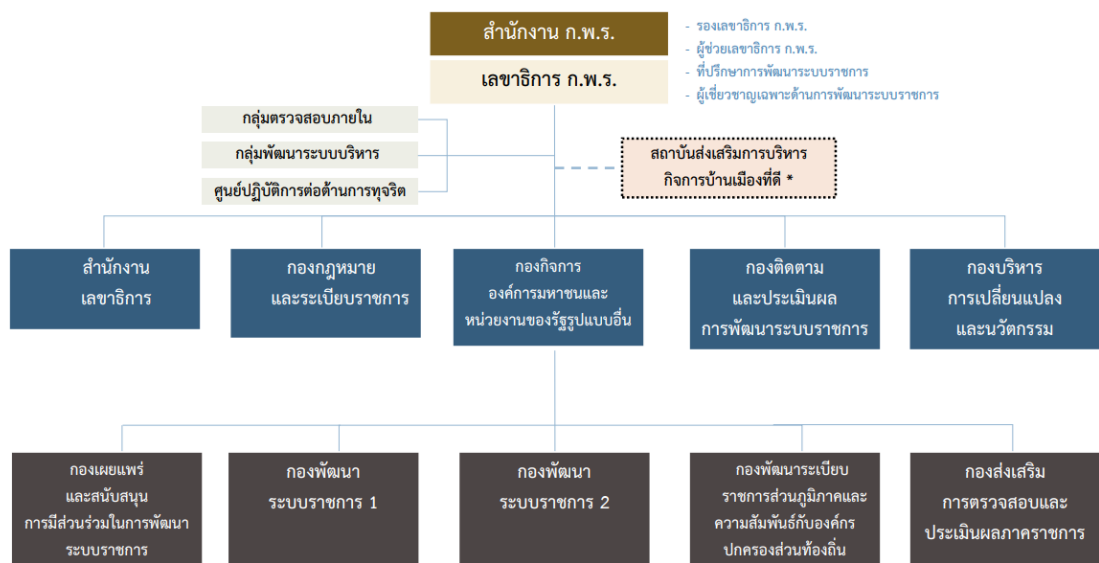 สำนักงาน ก.พ.ร.
เลขาธิการ ก.พ.ร.
- รองเลขาธิการ ก.พ.ร.
- ผู้ช่วยเลขาธิการ ก.พ.ร.
- ที่ปรึกษาการพัฒนาระบบราชการ
- ผู้เชี่ยวชาญเฉพาะด้านการพัฒนาระบบราชการ
กลุ่มตรวจสอบภายใน
กลุ่มพัฒนาระบบบริหาร
ศูนย์ปฏิบัติการต่อต้านการทุจริต
สถาบันส่งเสริมการบริหาร
กิจการบ้านเมืองที่ดี *
สำนักงาน
เลขาธิการ
กองกฎหมาย
และระเบียบราชการ
กองกิจการ
องค์การมหาชนและ
หน่วยงานของรัฐรูปแบบอื่น
กองติดตาม
และประเมินผล
การพัฒนาระบบราชการ
กองบริหาร
การเปลี่ยนแปลง
และนวัตกรรม
กองเผยแพร่
และสนับสนุน
การมีส่วนร่วมในการพัฒนา
ระบบราชการ
กองพัฒนา
ระบบราชการ 1
กองพัฒนา
ระบบราชการ 2
กองพัฒนาระเบียบ
ราชการส่วนภูมิภาคและ
ความสัมพันธ์กับองค์กร
ปกครองส่วนท้องถิ่น
กองส่งเสริม
การตรวจสอบและ
ประเมินผลภาคราชการ